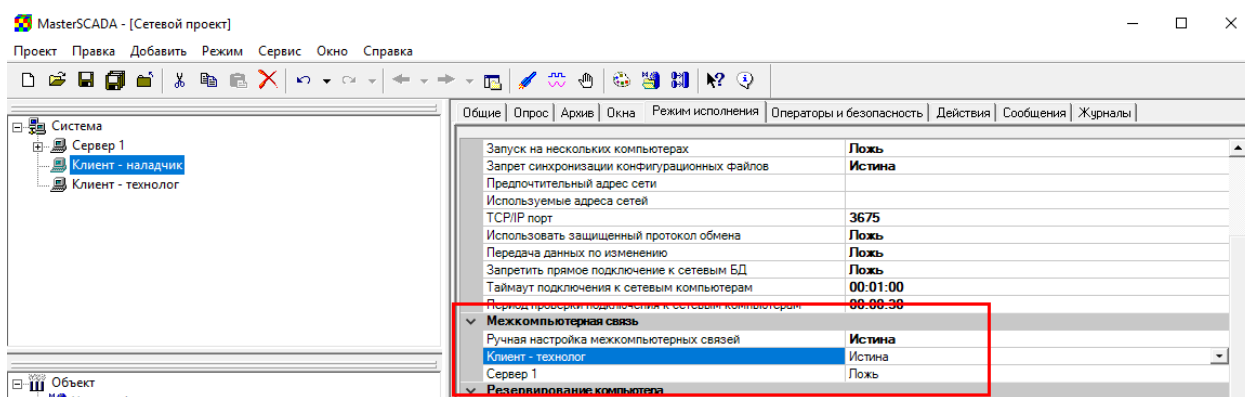 MasterSCADA - [Сетевой проект]
Проект Правка Добавить Режим Сервис Окно Справка
Общие Опрос Архив Окна Режим исполнения Операторы и безопасность Действия Сообщения Журналы
Система
Сервер 1
Клиент - наладчик
Клиент - технолог
Запуск на нескольких компьютерах Ложь
Запрет синхронизации конфигурационных файлов Истина
Предпочтительный адрес сети
Используемые адреса сетей
TCP/IP порт 3675
Использовать защищенный протокол обмена Ложь
Передача данных по изменению Ложь
Запретить прямое подключение к сетевым БД Ложь
Таймаут подключения к сетевым компьютерам 00:01:00
Период проверки подключения к сетевым компьютерам 00:00:30
Межкомпьютерная связь
Ручная настройка межкомпьютерных связей Истина
Клиент - технолог Истина
Сервер 1 Ложь
Резервирование компьютера
Объект